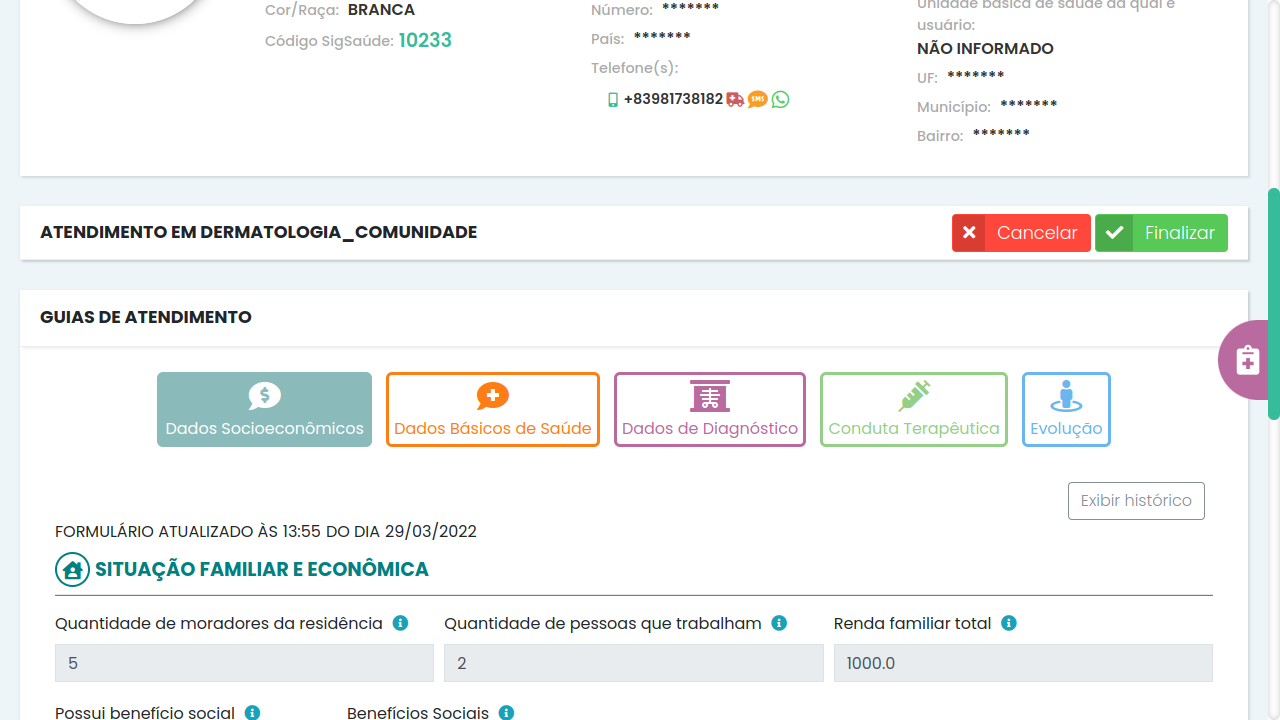 Cor/Raça: BRANCA
Código SigSaúde: 10233
Número: *******
País: *******
Telefone(s):
+83981738182 SMS
Unidade básica de saúde da qual é
usuário:
NÃO INFORMADO
UF: *******
Município: *******
Bairro: *******
ATENDIMENTO EM DERMATOLOGIA_COMUNIDADE
Cancelar
Finalizar
GUIAS DE ATENDIMENTO
Dados Socioeconômicos
Dados Básicos de Saúde
Dados de Diagnóstico
Conduta Terapêutica
Evolução
Exibir histórico
FORMULÁRIO ATUALIZADO ÀS 13:55 DO DIA 29/03/2022
SITUAÇÃO FAMILIAR E ECONÔMICA
Quantidade de moradores da residência
Quantidade de pessoas que trabalham
Renda familiar total
5
2
1000.0
Possui benefício social
Benefícios Sociais